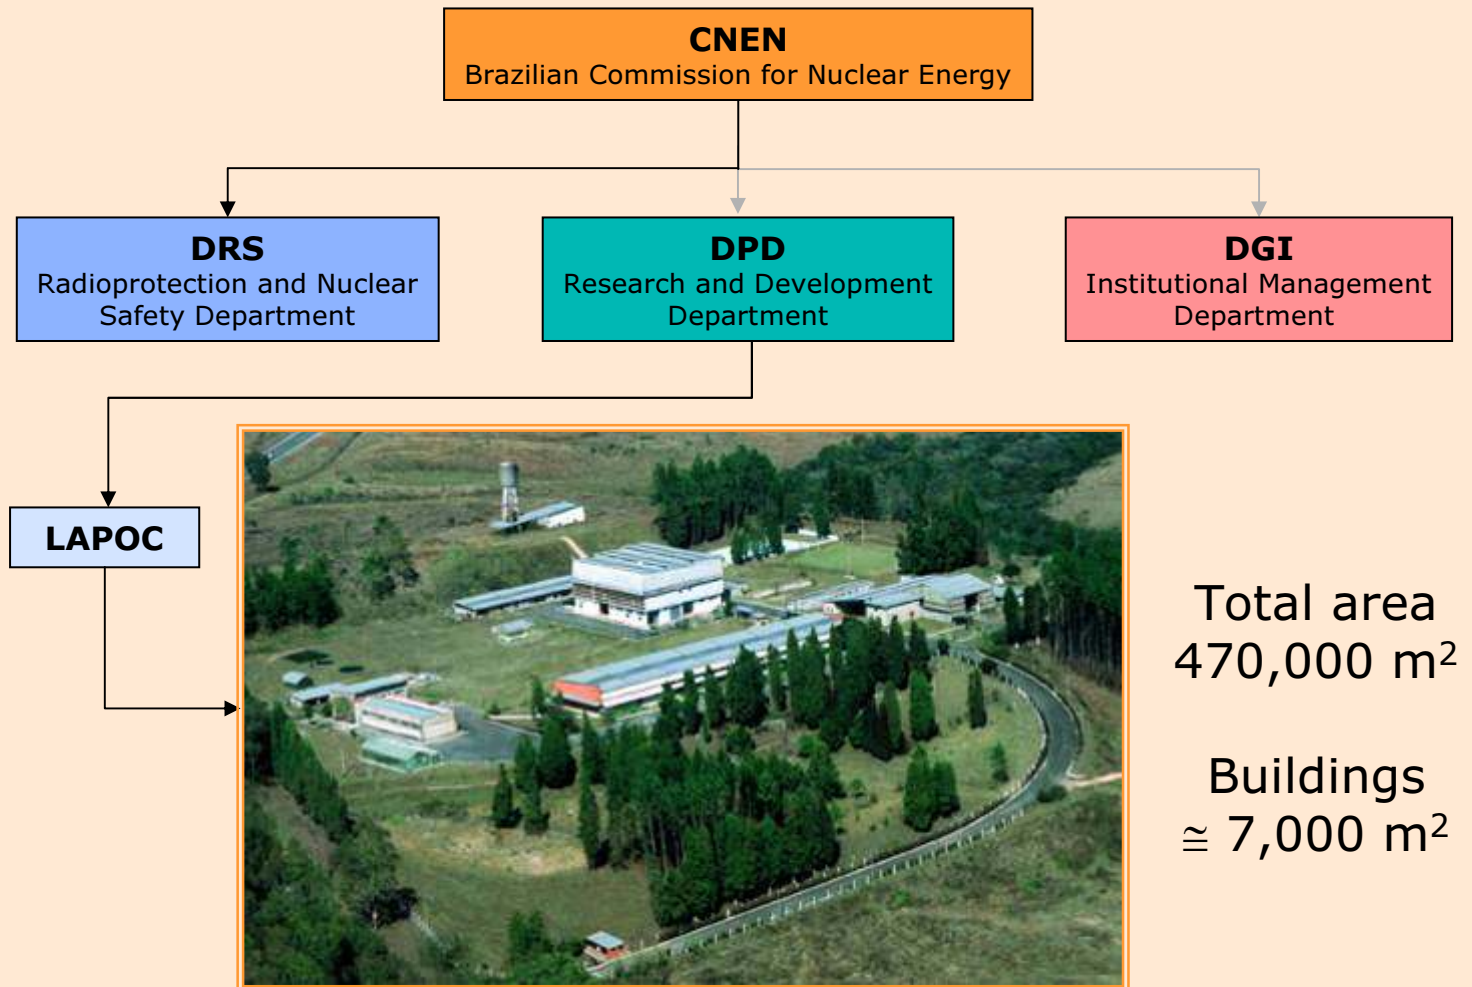 CNEN
Brazilian Commission for Nuclear Energy
DRS
Radioprotection and Nuclear
Safety Department
DPD
Research and Development
Department
DGI
Institutional Management
Department
LAPOC
Total area
470,000 m²
Buildings
≅ 7,000 m²